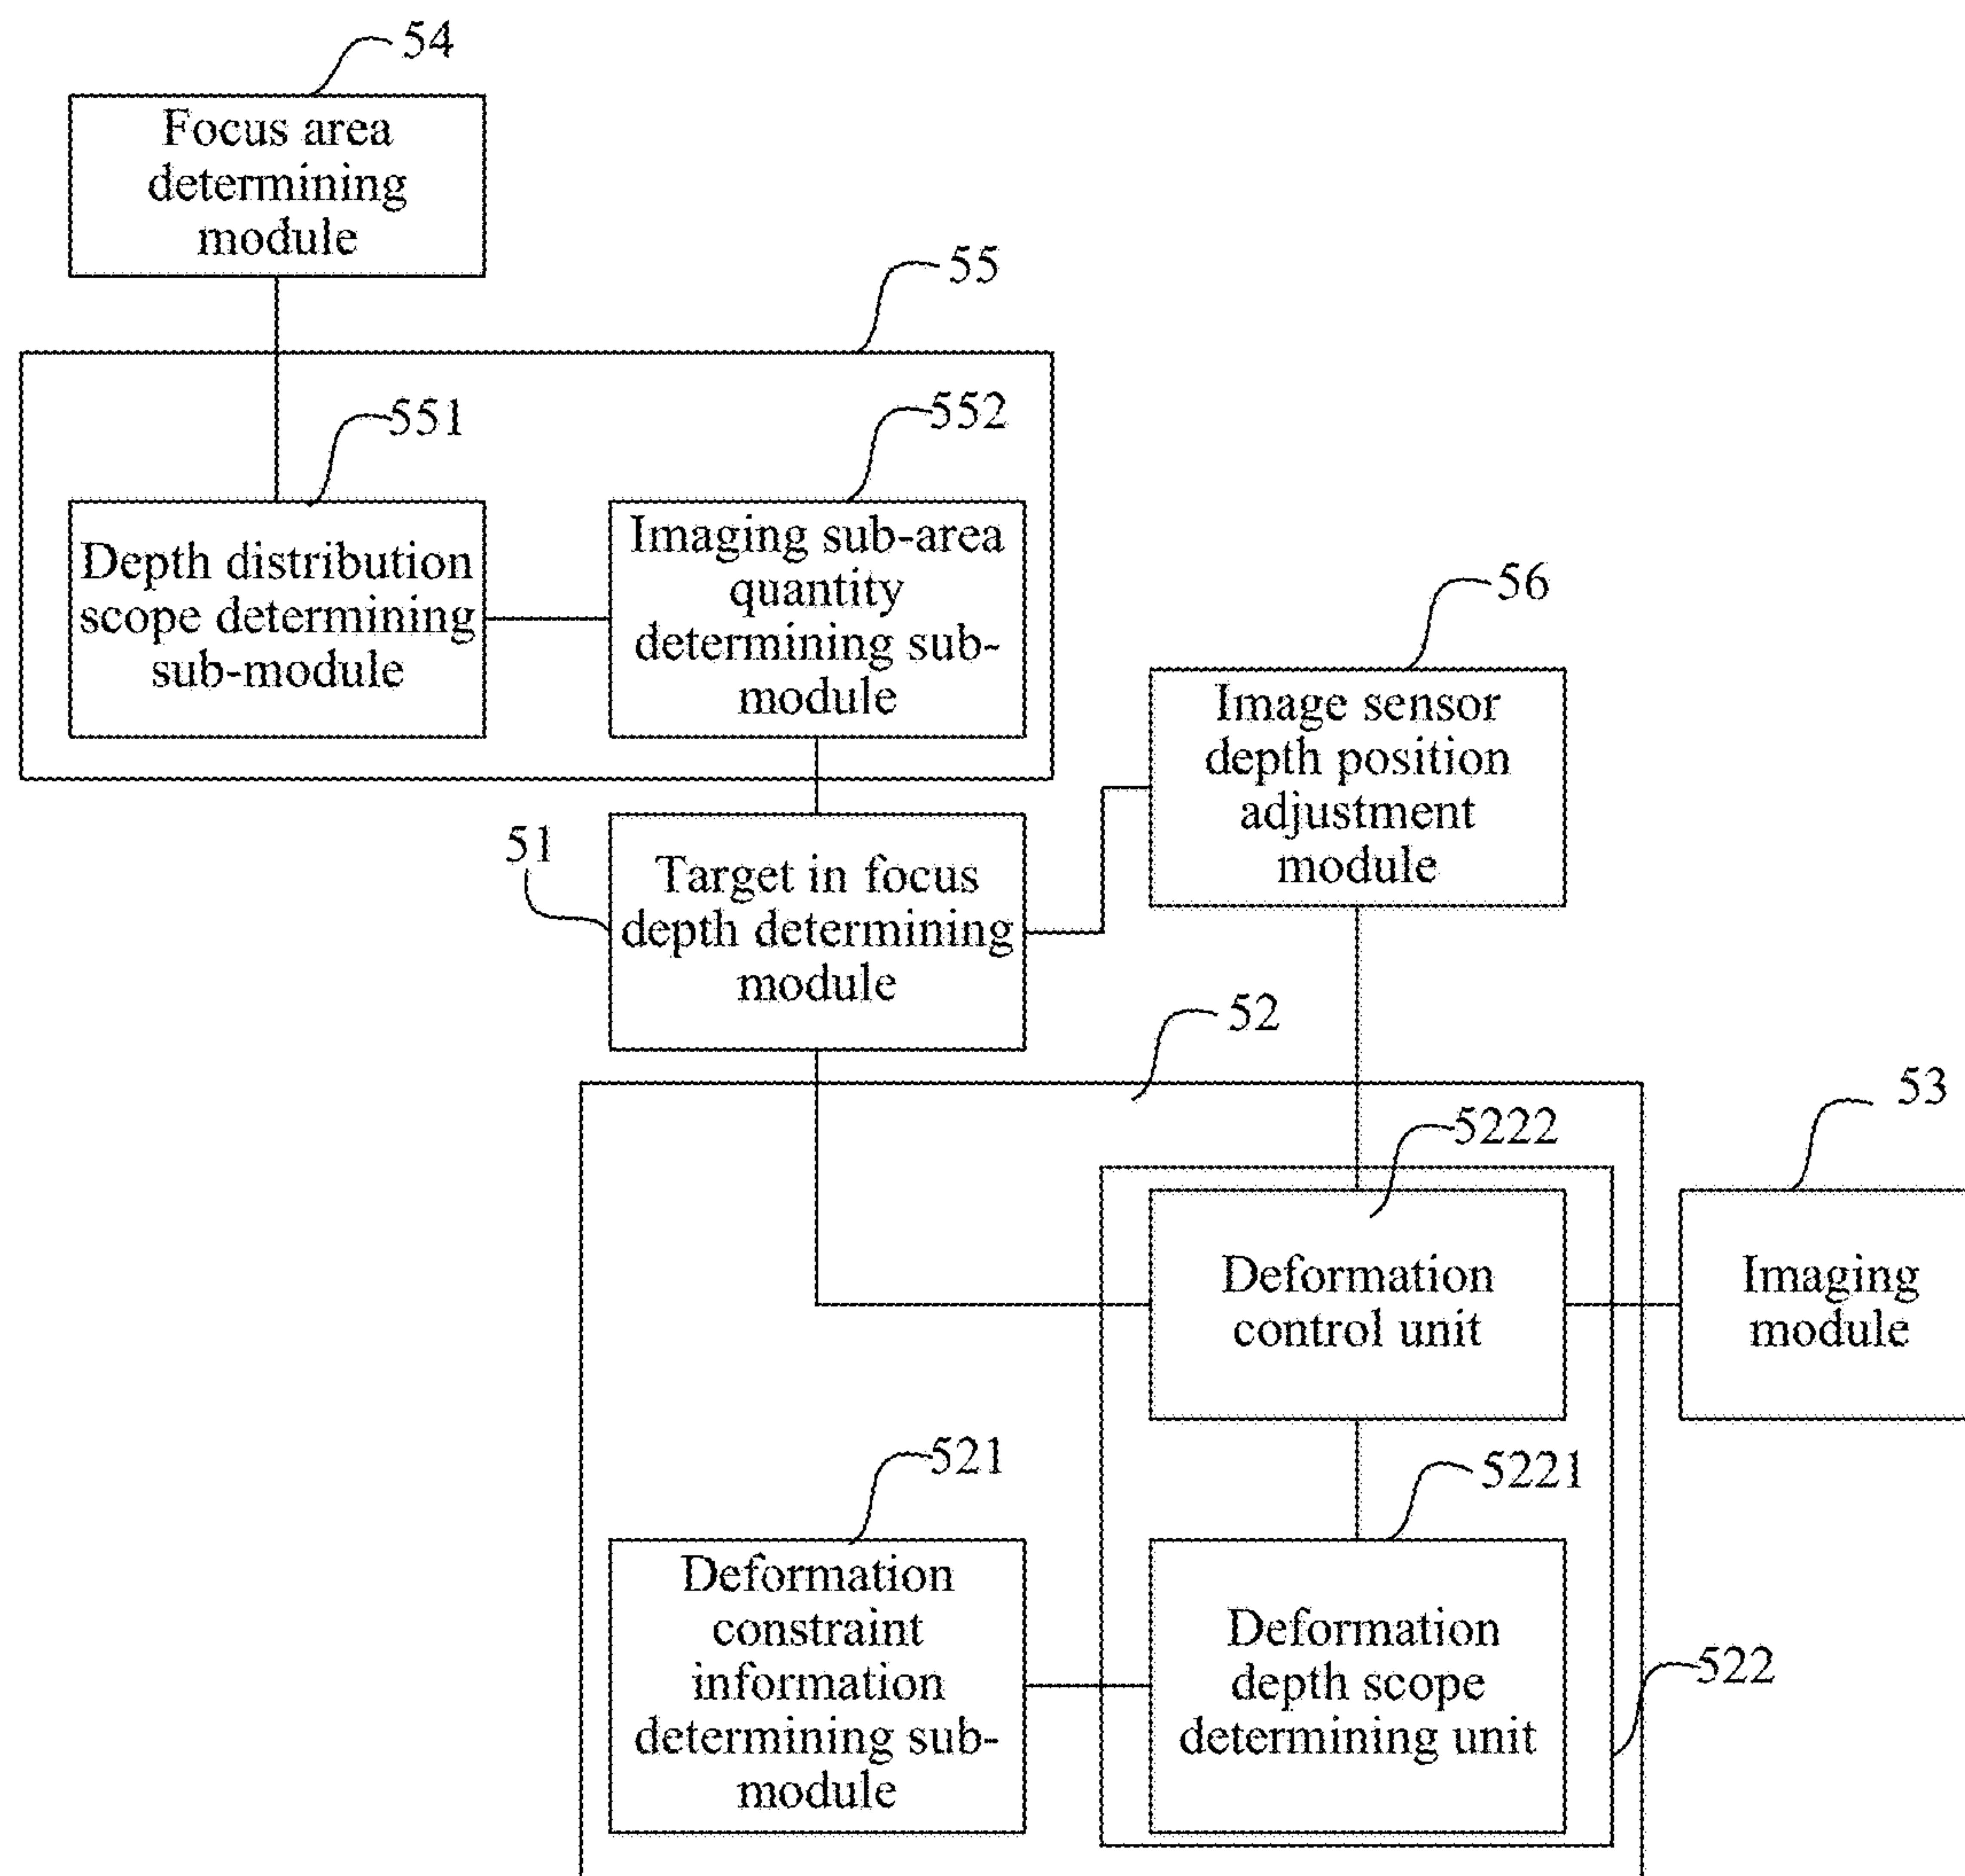 54
Focus area
determining
module
55
551
552
Depth distribution
scope determining
sub-module
Imaging sub-area
quantity
determining sub-
module
56
Image sensor
depth position
adjustment
module
51
Target in focus
depth determining
module
52
53
5222
Deformation
control unit
Imaging
module
521
5221
Deformation
constraint
information
determining sub-
module
Deformation
depth scope
determining unit
522